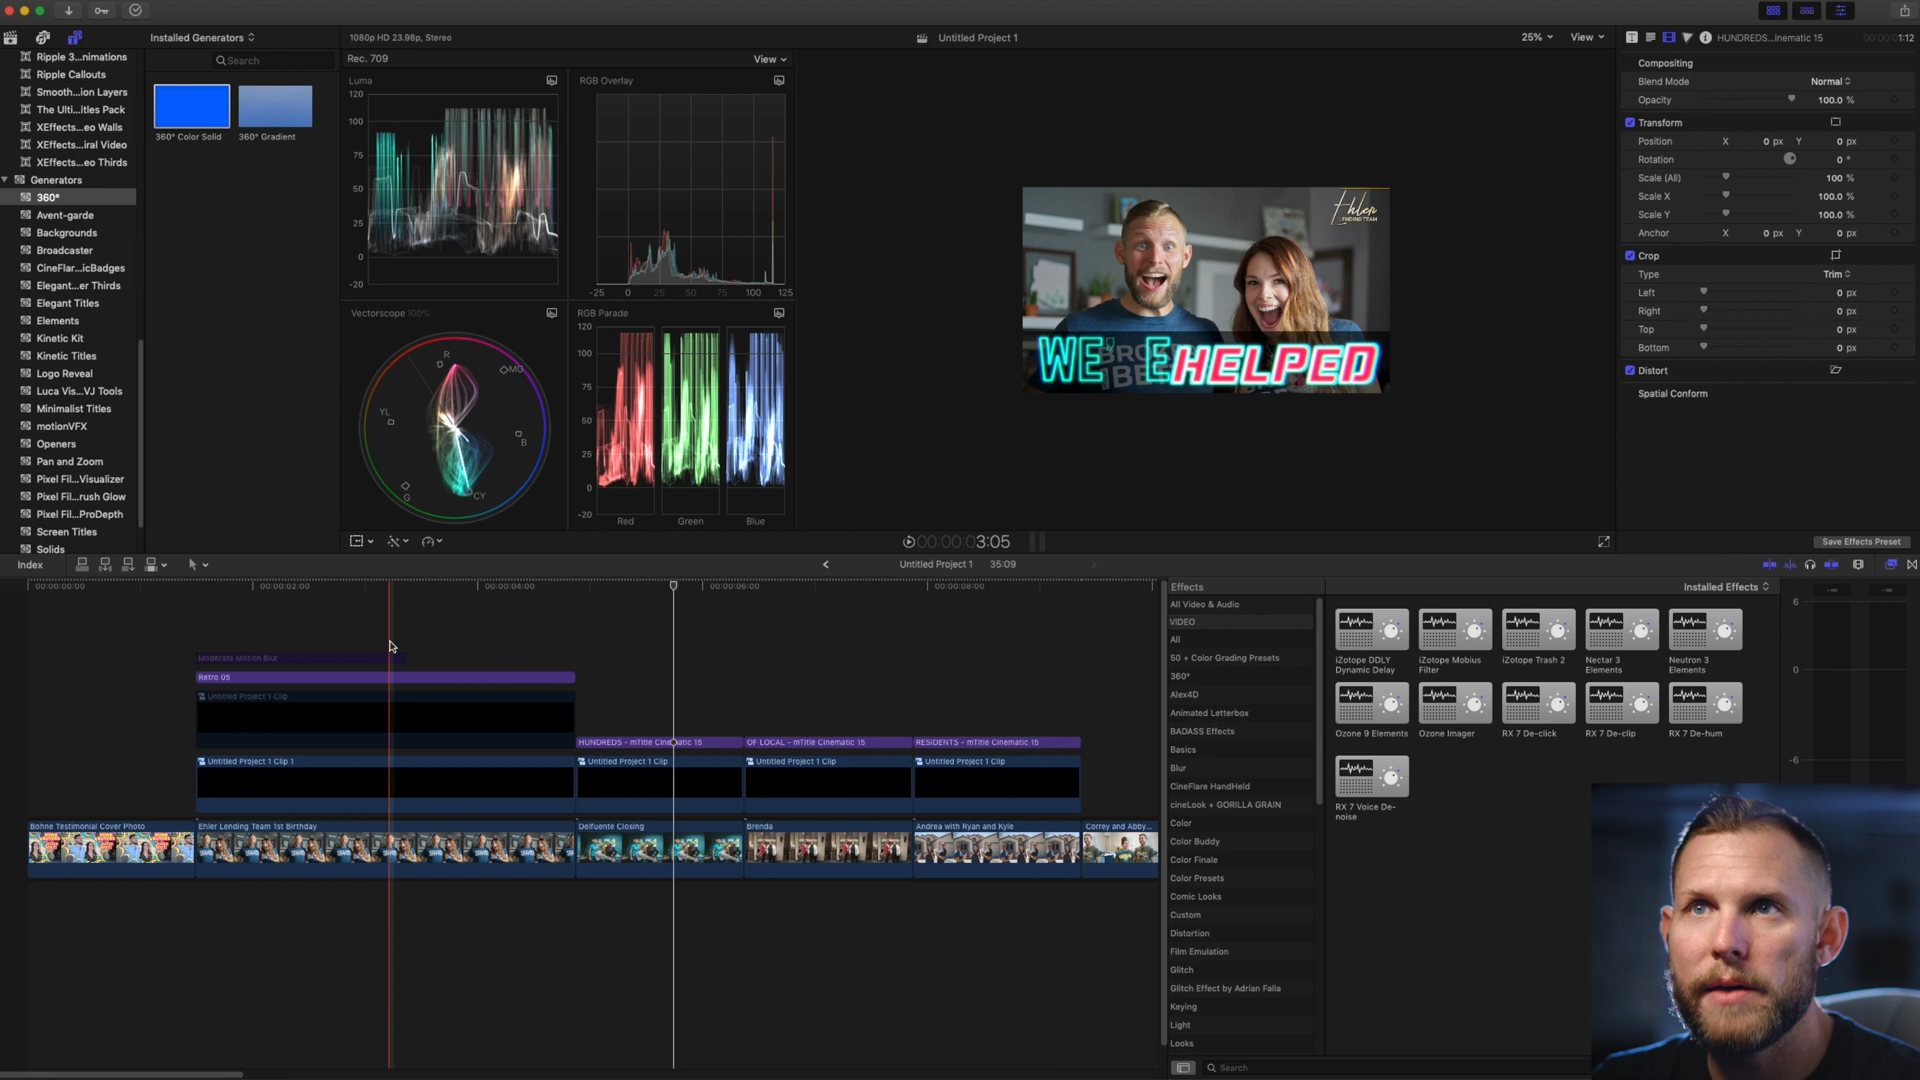 Installed Generators
1080p HD 23.98p, Stereo
Untitled Project 1
25%
View
HUNDREDS...inematic 15
1:12
Ripple 3...nimations
Ripple Callouts
Smooth...ion Layers
The Ulti...itles Pack
XEffects...eo Walls
XEffects...iral Video
XEffects...eo Thirds
Generators
360°
Avent-garde
Backgrounds
Broadcaster
CineFlar...icBadges
Elegant...er Thirds
Elegant Titles
Elements
Kinetic Kit
Kinetic Titles
Logo Reveal
Luca Vis...VJ Tools
Minimalist Titles
motionVFX
Openers
Pan and Zoom
Pixel Fil...Visualizer
Pixel Fil...rush Glow
Pixel Fil...ProDepth
Screen Titles
Solids
Search
360° Color Solid
360° Gradient
Rec. 709
View
Luma
120
100
75
50
25
0
-20
RGB Overlay
-25
0
25
50
75
100
125
Vectorscope 100%
R
MG
YL
B
G
CY
RGB Parade
120
100
75
50
25
0
-20
Red
Green
Blue
Ehler
LENDING TEAM
WE' E HELPED
00:00:00:03:05
Compositing
Blend Mode
Normal
Opacity
100.0 %
Transform
Position
X
0 px
Y
0 px
Rotation
0 °
Scale (All)
100 %
Scale X
100.0 %
Scale Y
100.0 %
Anchor
X
0 px
Y
0 px
Crop
Type
Trim
Left
0 px
Right
0 px
Top
0 px
Bottom
0 px
Distort
Spatial Conform
Save Effects Preset
Index
Untitled Project 1
35:09
00:00:00:00
00:00:02:00
00:00:04:00
00:00:06:00
00:00:08:00
Moderate Motion Blur
Retro 05
Untitled Project 1 Clip
HUNDREDS - mTitle Cinematic 15
OF LOCAL - mTitle Cinematic 15
RESIDENTS - mTitle Cinematic 15
Untitled Project 1 Clip 1
Untitled Project 1 Clip
Untitled Project 1 Clip
Untitled Project 1 Clip
Bohne Testimonial Cover Photo
Ehler Lending Team 1st Birthday
Delfuente Closing
Brenda
Andrea with Ryan and Kyle
Correy and Abby...
Effects
Installed Effects
All Video & Audio
VIDEO
All
50 + Color Grading Presets
360°
Alex4D
Animated Letterbox
BADASS Effects
Basics
Blur
CineFlare HandHeld
cineLook + GORILLA GRAIN
Color
Color Buddy
Color Finale
Color Presets
Comic Looks
Custom
Distortion
Film Emulation
Glitch
Glitch Effect by Adrian Falla
Keying
Light
Looks
iZotope DDLY Dynamic Delay
iZotope Mobius Filter
iZotope Trash 2
Nectar 3 Elements
Neutron 3 Elements
Ozone 9 Elements
Ozone Imager
RX 7 De-click
RX 7 De-clip
RX 7 De-hum
RX 7 Voice De-noise
Search
6
0
-6